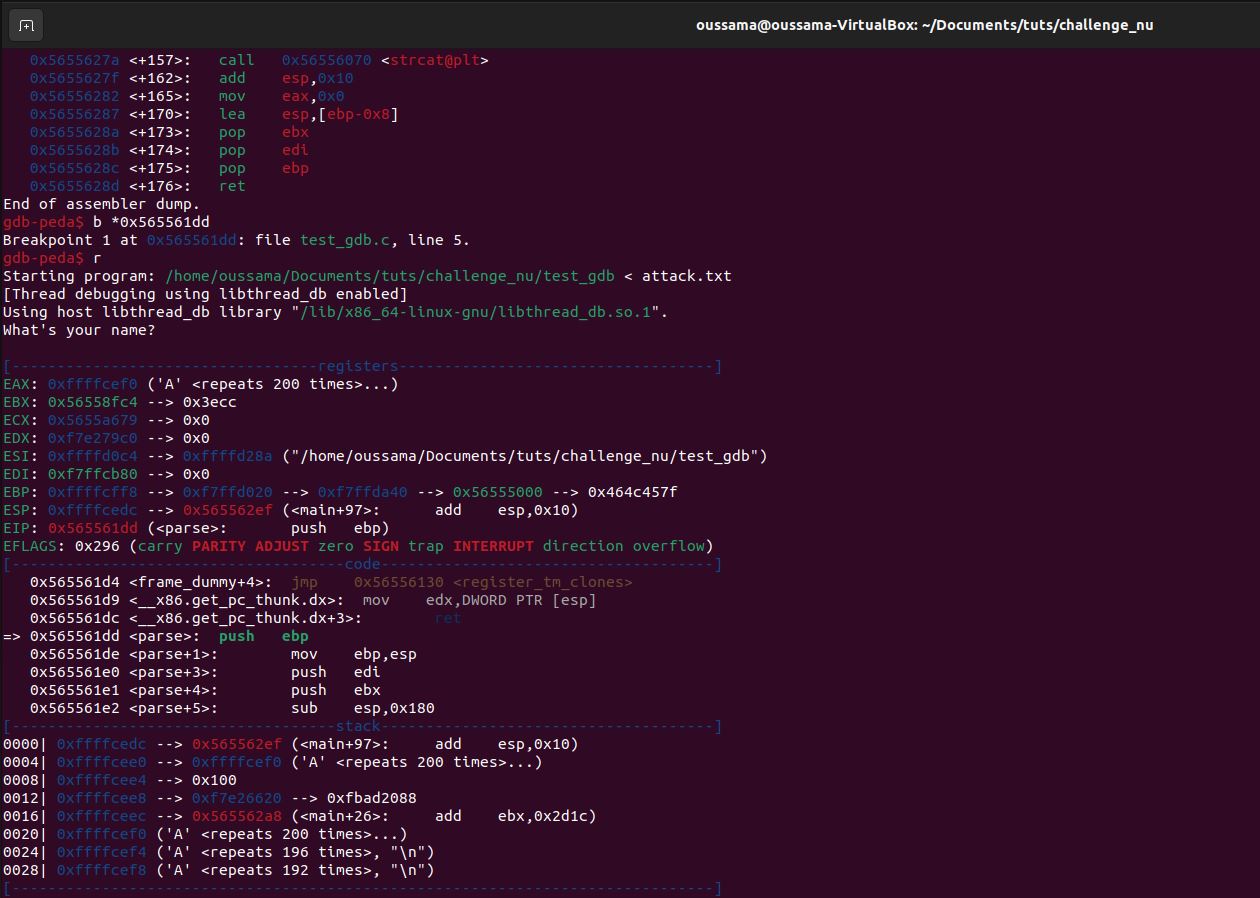 oussama@oussama-VirtualBox: ~/Documents/tuts/challenge_nu
0x5655627a <+157>: call 0x56556070 <strcat@plt>
0x5655627f <+162>: add esp,0x10
0x56556282 <+165>: mov eax,0x0
0x56556287 <+170>: lea esp,[ebp-0x8]
0x5655628a <+173>: pop ebx
0x5655628b <+174>: pop edi
0x5655628c <+175>: pop ebp
0x5655628d <+176>: ret
End of assembler dump.
gdb-peda$ b *0x565561dd
Breakpoint 1 at 0x565561dd: file test_gdb.c, line 5.
gdb-peda$ r
Starting program: /home/oussama/Documents/tuts/challenge_nu/test_gdb < attack.txt
[Thread debugging using libthread_db enabled]
Using host libthread_db library "/lib/x86_64-linux-gnu/libthread_db.so.1".
What's your name?
[----------------------------------registers-----------------------------------]
EAX: 0xffffcef0 ('A' <repeats 200 times>...)
EBX: 0x56558fc4 --> 0x3ecc
ECX: 0x5655a679 --> 0x0
EDX: 0xf7e279c0 --> 0x0
ESI: 0xffffd0c4 --> 0xffffd28a ("/home/oussama/Documents/tuts/challenge_nu/test_gdb")
EDI: 0xf7ffcb80 --> 0x0
EBP: 0xffffcff8 --> 0xf7ffd020 --> 0xf7ffda40 --> 0x56555000 --> 0x464c457f
ESP: 0xffffcedc --> 0x565562ef (<main+97>: add esp,0x10)
EIP: 0x565561dd (<parse>: push ebp)
EFLAGS: 0x296 (carry PARITY ADJUST zero SIGN trap INTERRUPT direction overflow)
[-------------------------------------code-------------------------------------]
0x565561d4 <frame_dummy+4>: jmp 0x56556130 <register_tm_clones>
0x565561d9 <__x86.get_pc_thunk.dx>: mov edx,DWORD PTR [esp]
0x565561dc <__x86.get_pc_thunk.dx+3>: ret
=> 0x565561dd <parse>: push ebp
0x565561de <parse+1>: mov ebp,esp
0x565561e0 <parse+3>: push edi
0x565561e1 <parse+4>: push ebx
0x565561e2 <parse+5>: sub esp,0x180
[------------------------------------stack-------------------------------------]
0000| 0xffffcedc --> 0x565562ef (<main+97>: add esp,0x10)
0004| 0xffffcee0 --> 0xffffcef0 ('A' <repeats 200 times>...)
0008| 0xffffcee4 --> 0x100
0012| 0xffffcee8 --> 0xf7e26620 --> 0xfbad2088
0016| 0xffffceec --> 0x565562a8 (<main+26>: add ebx,0x2d1c)
0020| 0xffffcef0 ('A' <repeats 200 times>...)
0024| 0xffffcef4 ('A' <repeats 196 times>, "\n")
0028| 0xffffcef8 ('A' <repeats 192 times>, "\n")
[------------------------------------------------------------------------------]